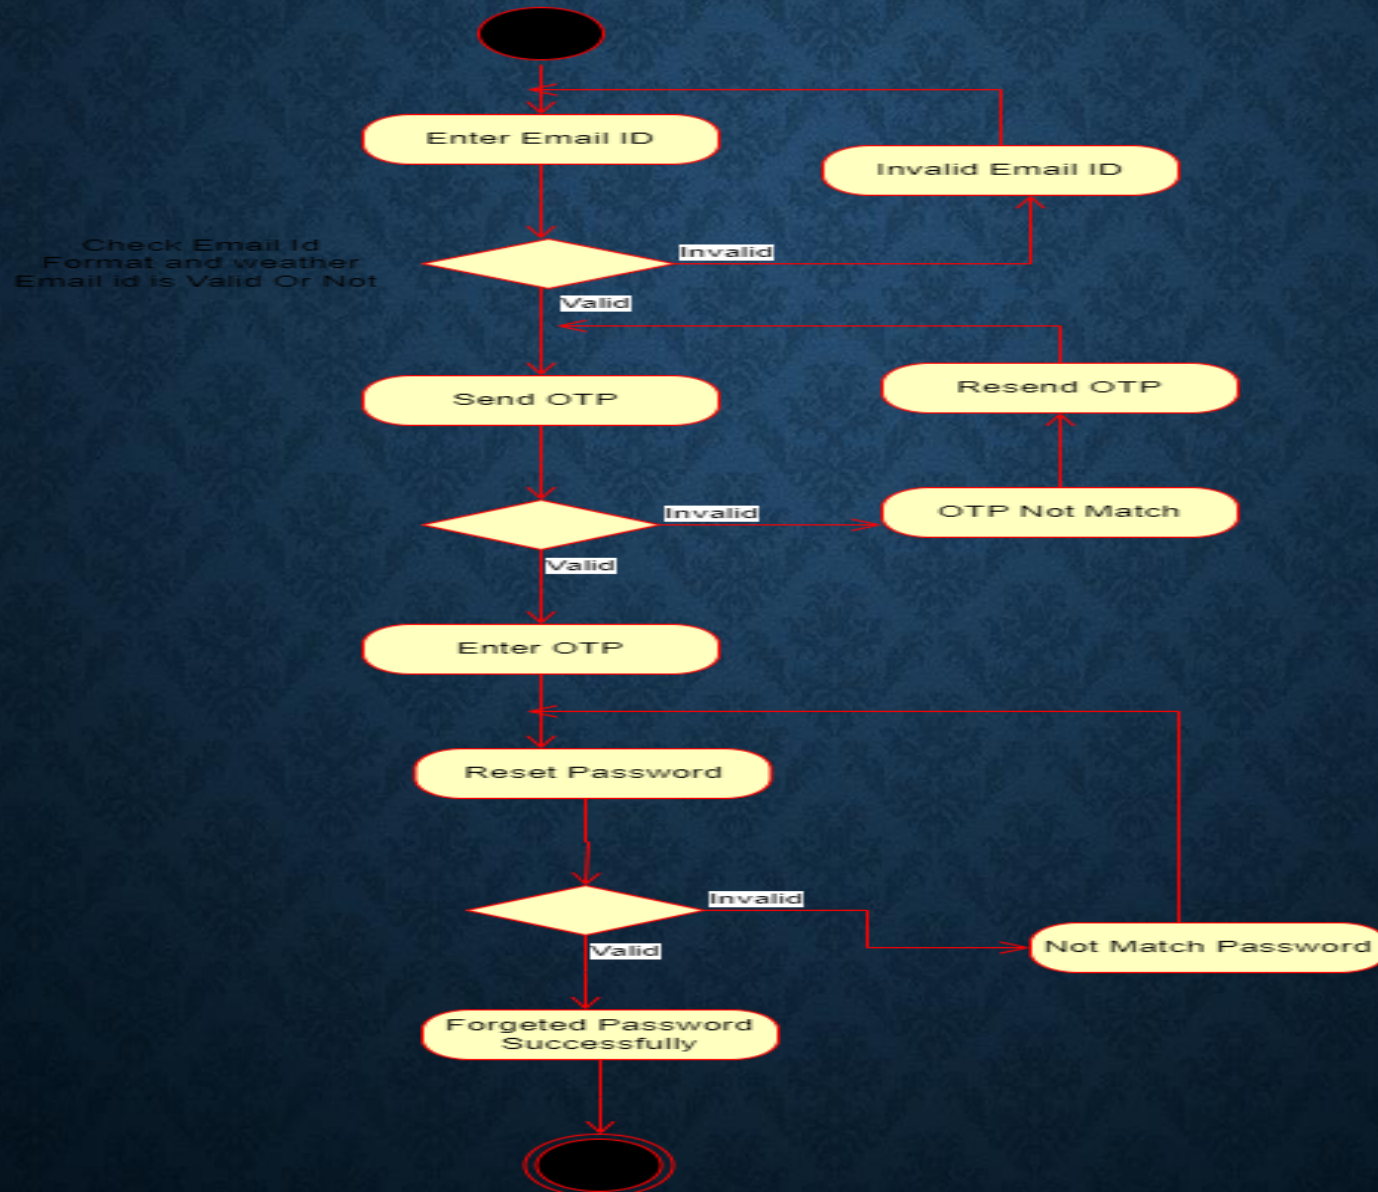 Enter Email ID
Invalid Email ID
Check Email Id
Format and weather
Email id is Valid Or Not
Invalid
Valid
Send OTP
Resend OTP
Invalid
OTP Not Match
Valid
Enter OTP
Reset Password
Invalid
Not Match Password
Valid
Forgeted Password
Successfully